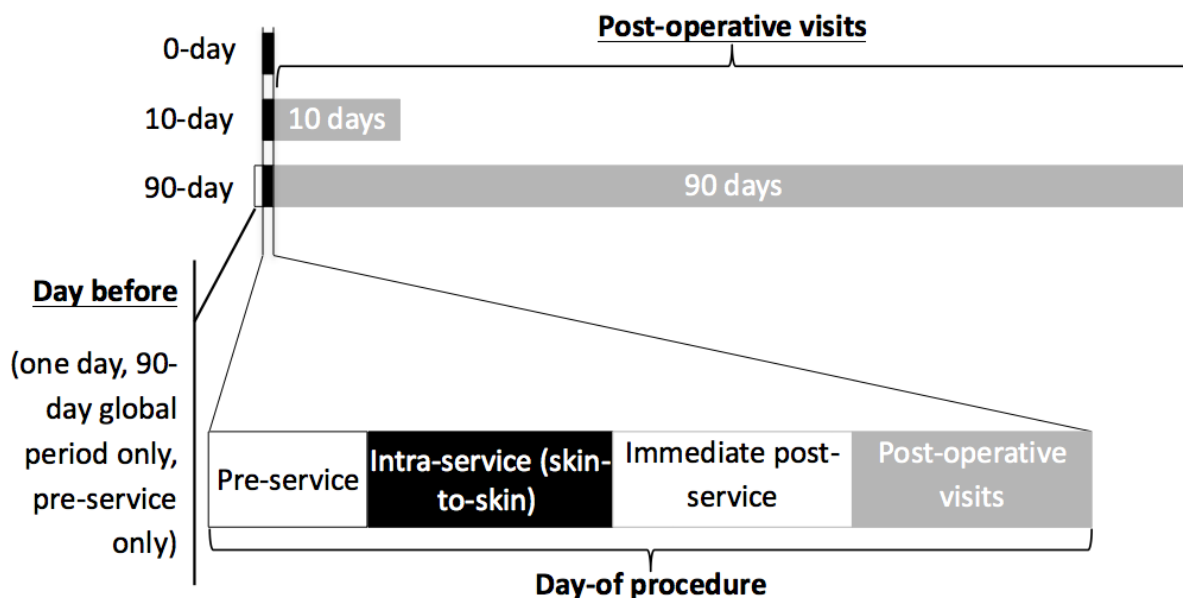 Post-operative visits
0-day
10-day
10 days
90-day
90 days
Day before
(one day, 90-
day global
period only,
pre-service
only)
Pre-service
Intra-service (skin-
to-skin)
Immediate post-
service
Post-operative
visits
Day-of procedure